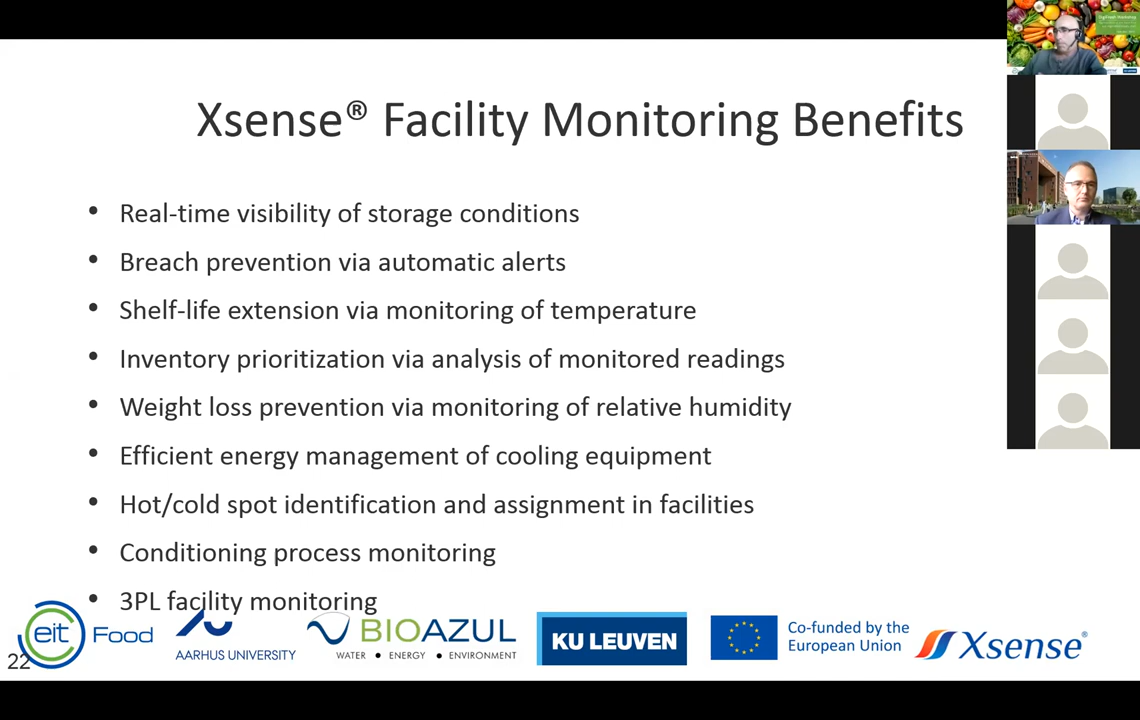 Xsense® Facility Monitoring Benefits
• Real-time visibility of storage conditions
• Breach prevention via automatic alerts
• Shelf-life extension via monitoring of temperature
• Inventory prioritization via analysis of monitored readings
• Weight loss prevention via monitoring of relative humidity
• Efficient energy management of cooling equipment
• Hot/cold spot identification and assignment in facilities
• Conditioning process monitoring
• 3PL facility monitoring
eit Food
AARHUS UNIVERSITY
BIOAZUL
WATER • ENERGY • ENVIRONMENT
KU LEUVEN
Co-funded by the
European Union
Xsense®
22